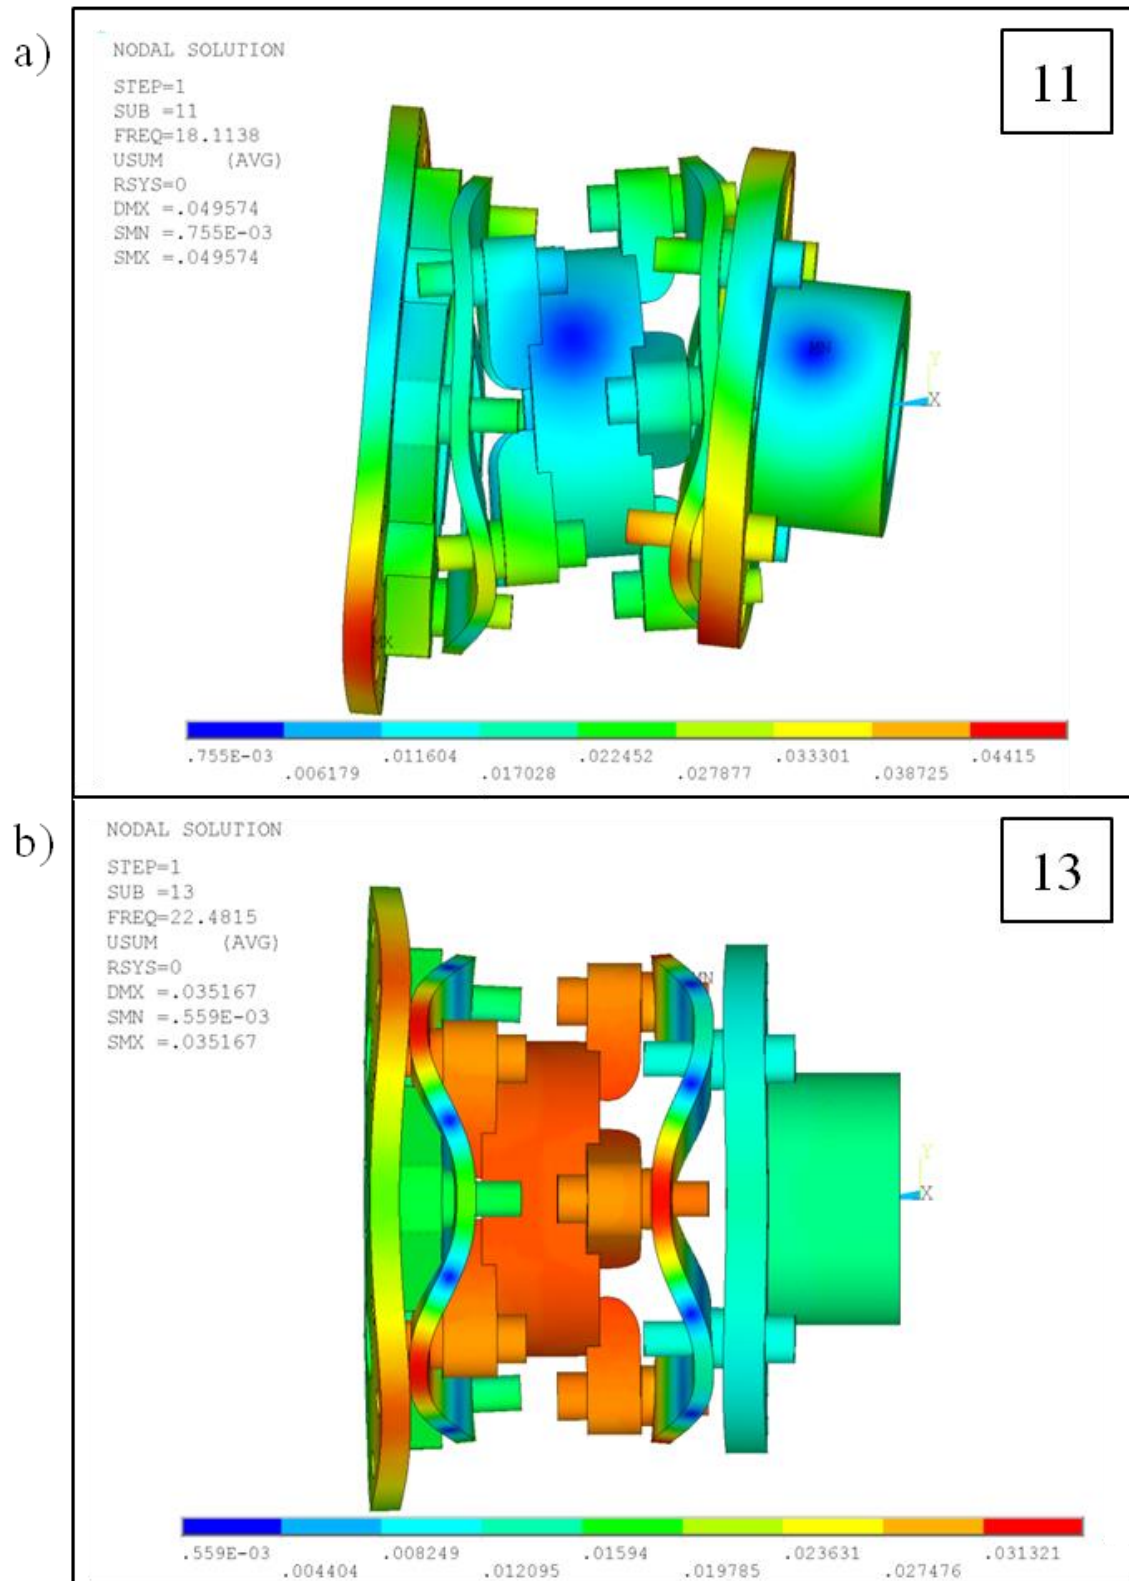 a)
NODAL SOLUTION
11
STEP=1
SUB =11
FREQ=18.1138
USUM (AVG)
RSYS=0
DMX =.049574
SMN =.755E-03
SMX =.049574
MN
Y
X
MX
.755E-03 .011604 .022452 .033301 .04415
.006179 .017028 .027877 .038725
b)
NODAL SOLUTION
13
STEP=1
SUB =13
FREQ=22.4815
USUM (AVG)
RSYS=0
DMX =.035167
SMN =.559E-03
SMX =.035167
MN
Y
X
.559E-03 .008249 .01594 .023631 .031321
.004404 .012095 .019785 .027476